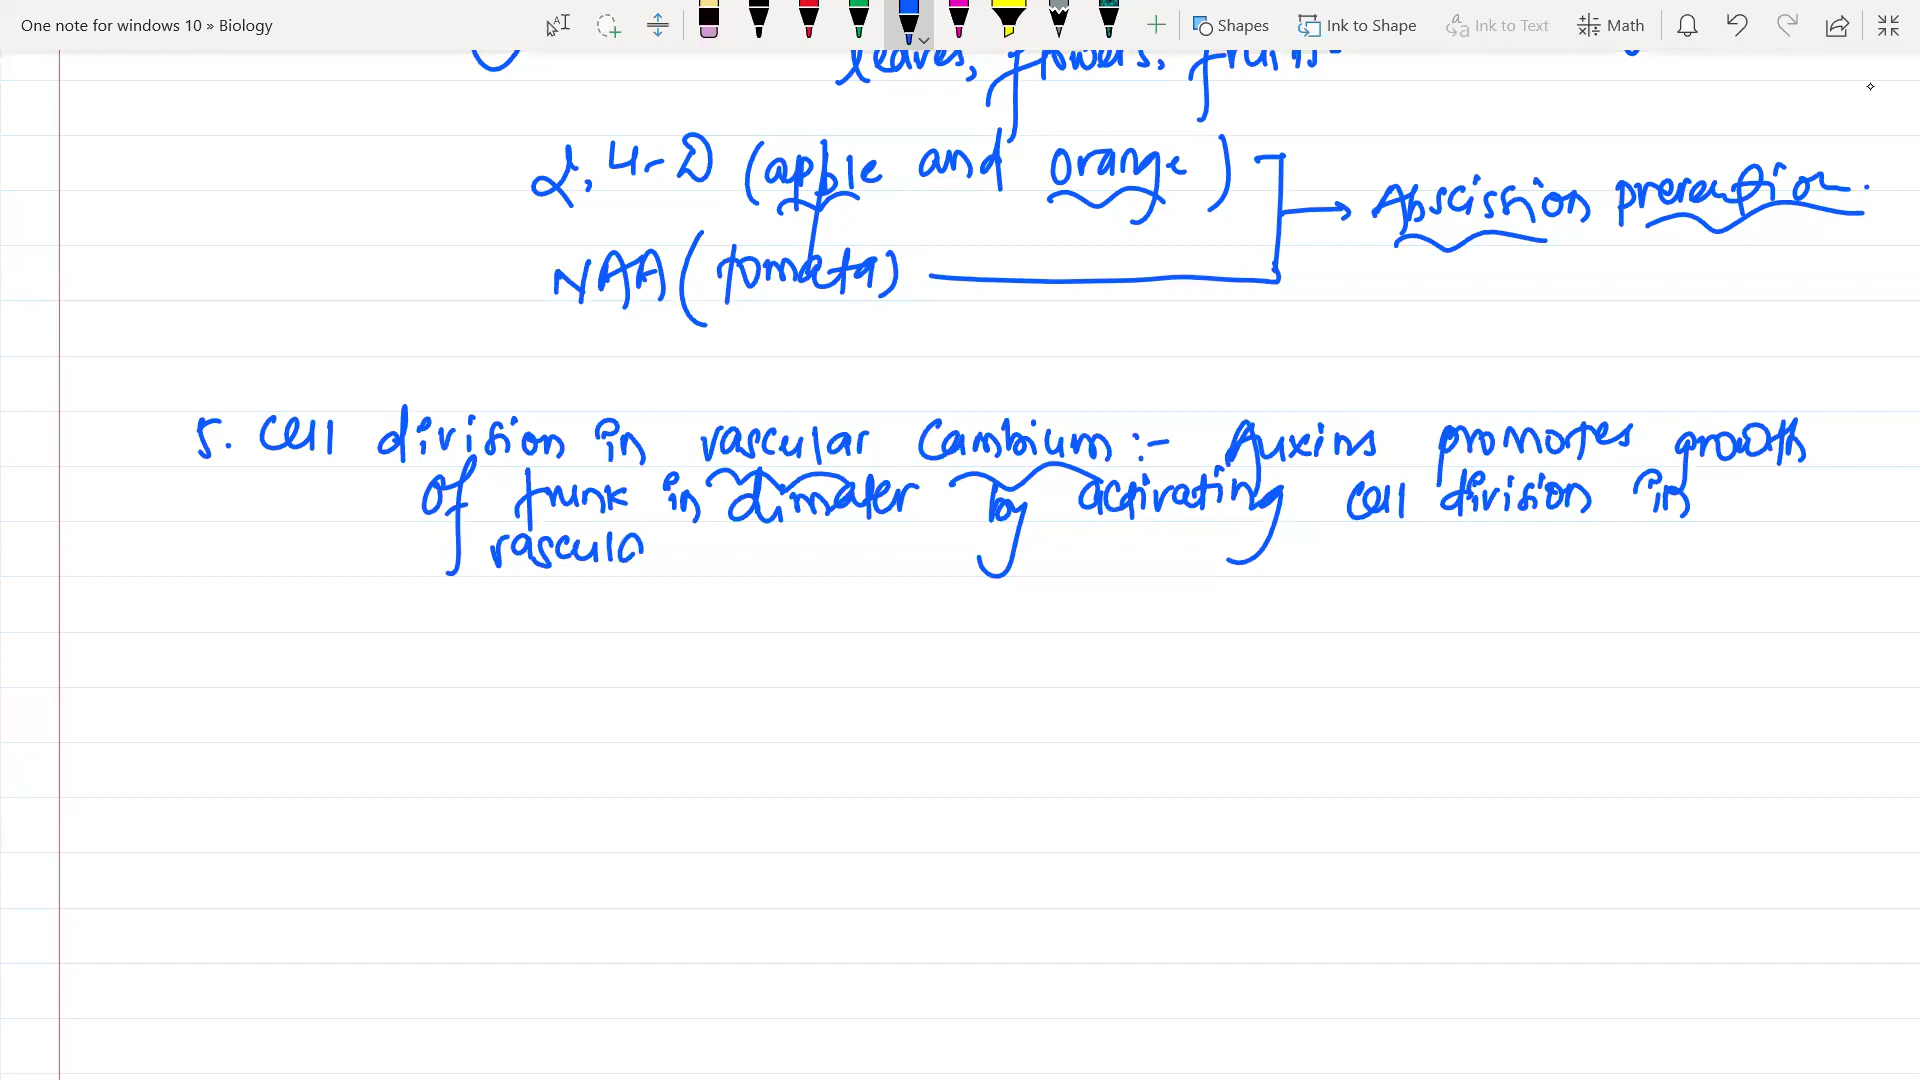 One note for windows 10 » Biology
Shapes
Ink to Shape
Ink to Text
Math
leaves, flowers, fruits.
2,4-D (apple and orange)
Abscission prevention.
NAA (tomato)
5. Cell division in vascular cambium :- Auxins promotes growth
of trunk in dimater by activating cell division in
vascula